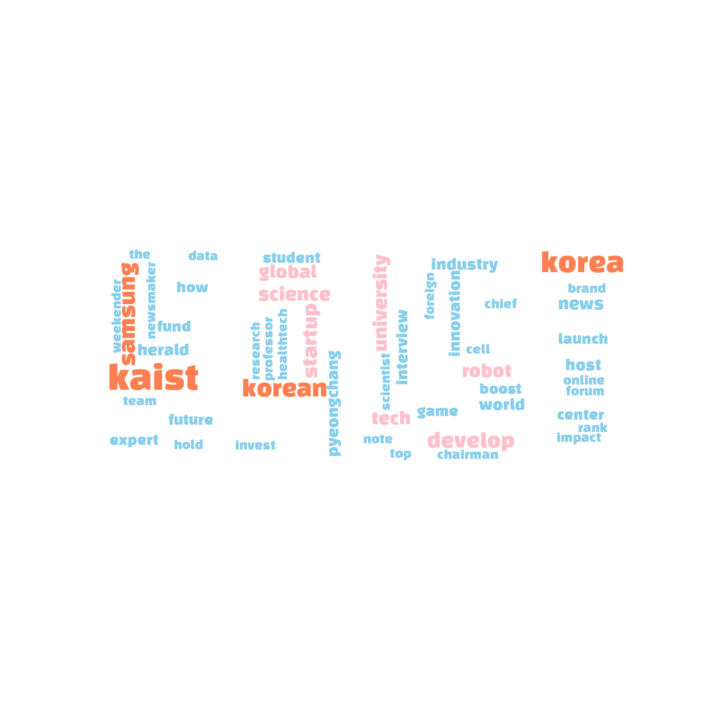 the
data
samsung
weekender
newsmaker
how
fund
herald
kaist
team
future
expert
hold
student
global
science
startup
research
professor
healthtech
korean
pyeongchang
invest
university
interview
scientist
tech
note
top
industry
foreign
innovation
chief
cell
robot
boost
world
game
develop
chairman
korea
brand
news
launch
host
online
forum
center
rank
impact